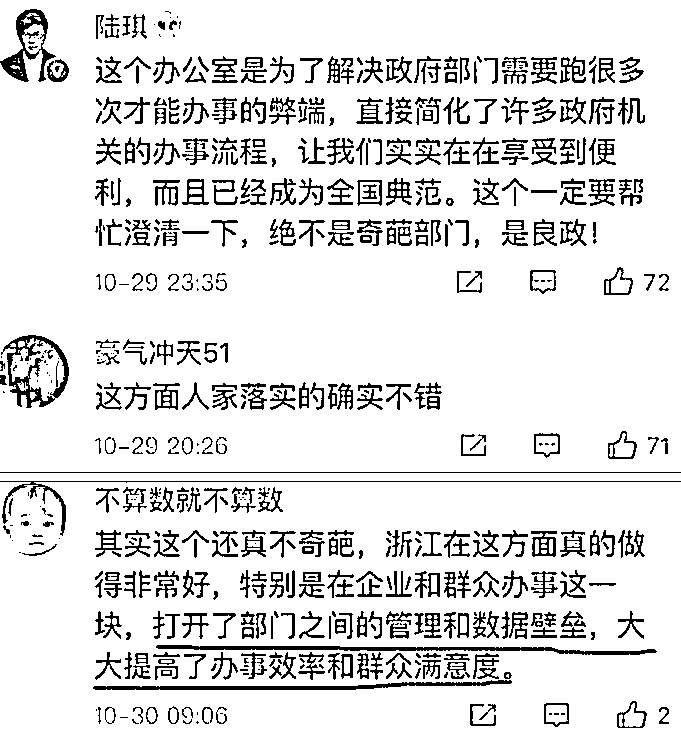 陆琪
这个办公室是为了解决政府部门需要跑很多
次才能办事的弊端，直接简化了许多政府机
关的办事流程，让我们实实在在享受到便
利，而且已经成为全国典范。这个一定要帮
忙澄清一下，绝不是奇葩部门，是良政！
10-29 23:35 72
豪气冲天51
这方面人家落实的确实不错
10-29 20:26 71
不算数就不算数
其实这个还真不奇葩，浙江在这方面真的做
得非常好，特别是在企业和群众办事这一
块，打开了部门之间的管理和数据壁垒，大
大提高了办事效率和群众满意度。
10-30 09:06 2